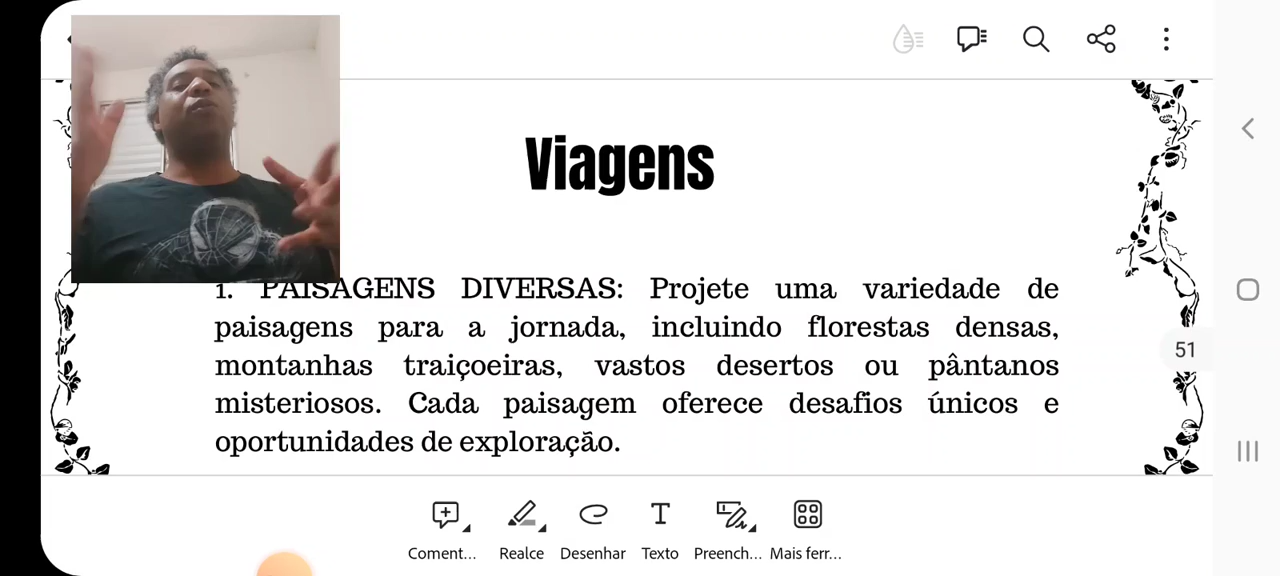 Viagens
1. PAISAGENS DIVERSAS: Projete uma variedade de
paisagens para a jornada, incluindo florestas densas,
montanhas traiçoeiras, vastos desertos ou pântanos
misteriosos. Cada paisagem oferece desafios únicos e
oportunidades de exploração.
51
Coment... Realce Desenhar Texto Preench... Mais ferr...